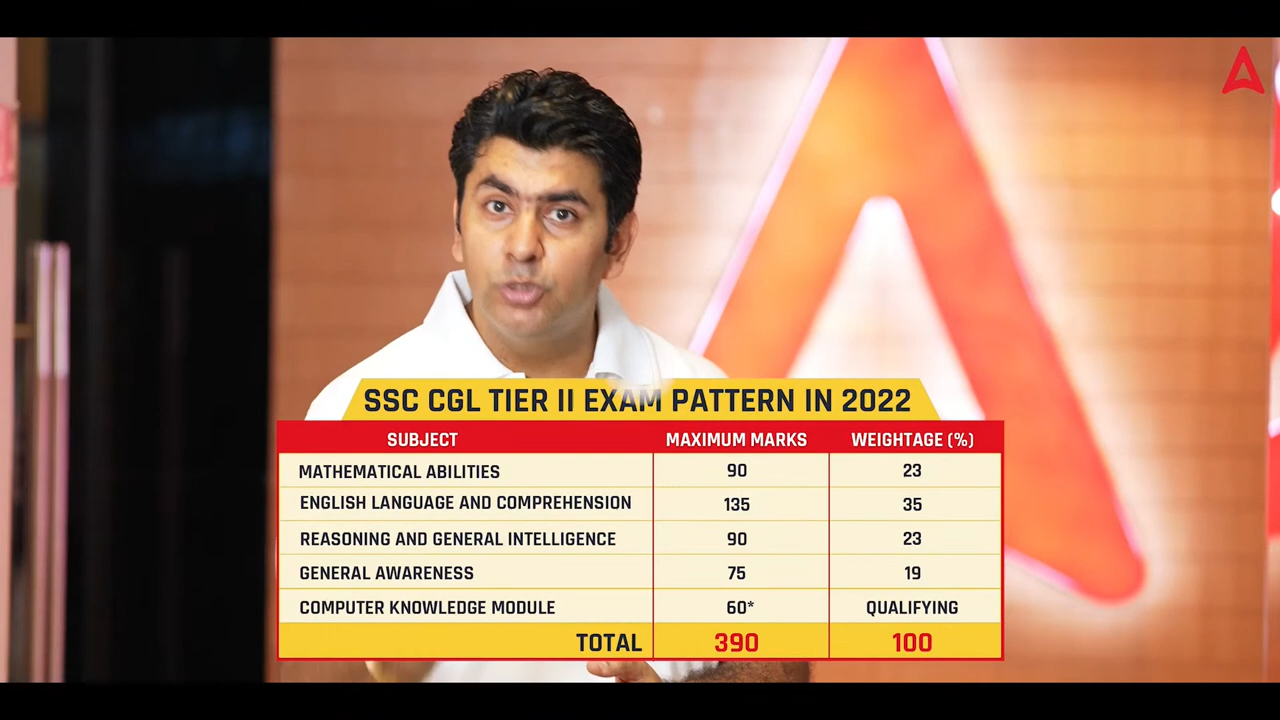 SSC CGL TIER II EXAM PATTERN IN 2022
SUBJECT MAXIMUM MARKS WEIGHTAGE (%)
MATHEMATICAL ABILITIES 90 23
ENGLISH LANGUAGE AND COMPREHENSION 135 35
REASONING AND GENERAL INTELLIGENCE 90 23
GENERAL AWARENESS 75 19
COMPUTER KNOWLEDGE MODULE 60* QUALIFYING
TOTAL 390 100